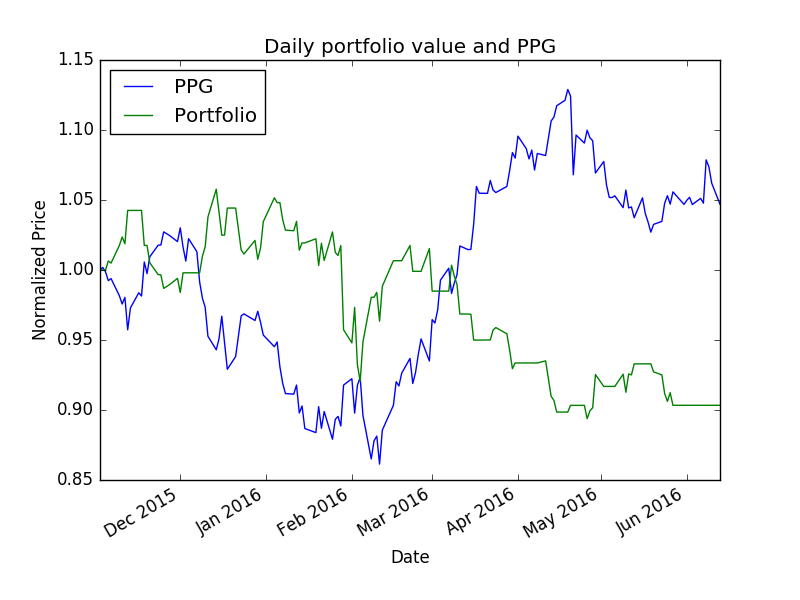 Daily portfolio value and PPG
PPG
Portfolio
1.15
1.10
1.05
1.00
0.95
0.90
0.85
Normalized Price
Dec 2015
Jan 2016
Feb 2016
Mar 2016
Apr 2016
May 2016
Jun 2016
Date